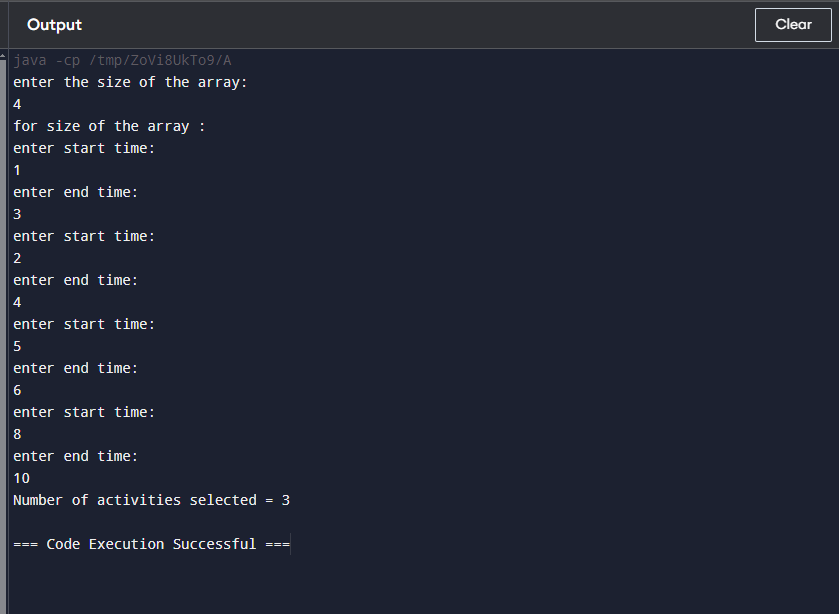 Output
Clear
java -cp /tmp/ZoVi8UkTo9/A
enter the size of the array:
4
for size of the array :
enter start time:
1
enter end time:
3
enter start time:
2
enter end time:
4
enter start time:
5
enter end time:
6
enter start time:
8
enter end time:
10
Number of activities selected = 3
=== Code Execution Successful ===